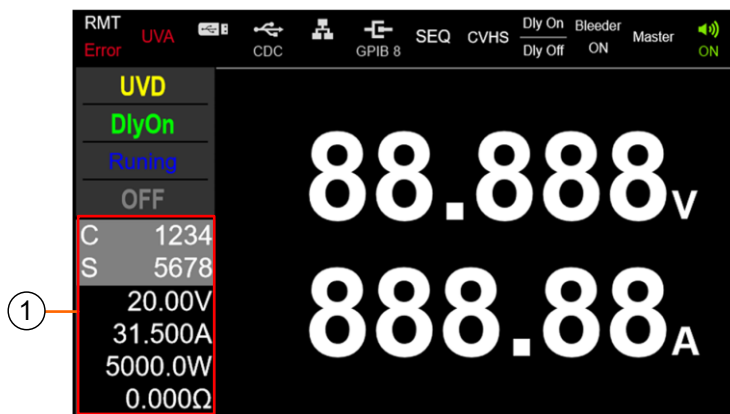 RMT UVA Dly On Bleeder
Error CDC GPIB 8 SEQ CVHS Dly Off ON Master ON
UVD
DlyOn
Runing
OFF
C 1234
S 5678
20.00V
31.500A
5000.0W
0.000Ω
88.888V
888.88A
1